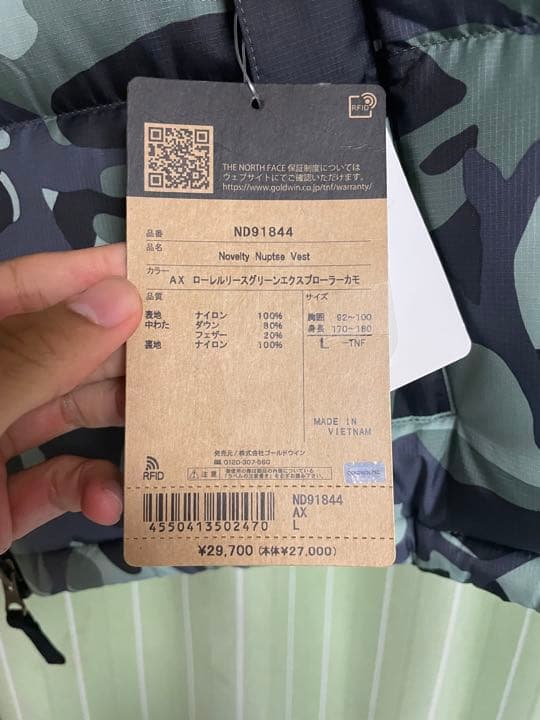 RFID
THE NORTH FACE 保証制度については
ウェブサイトにてご確認いただけます。
https://www.goldwin.co.jp/tnf/warranty/
品番 ND91844
品名 Novelty Nuptse Vest
カラー
AX ローレルリースグリーンエクスプローラーカモ
品質 サイズ
表地 ナイロン 100% 胸囲 92～100
中わた ダウン 80% 身長 170～180
フェザー 20% L -TNF
裏地 ナイロン 100%
MADE IN
VIETNAM
発売元/株式会社ゴールドウイン
0120-307-560
RFID
注意
4550413502470
ND91844
AX
L
¥29,700 (本体¥27,000)